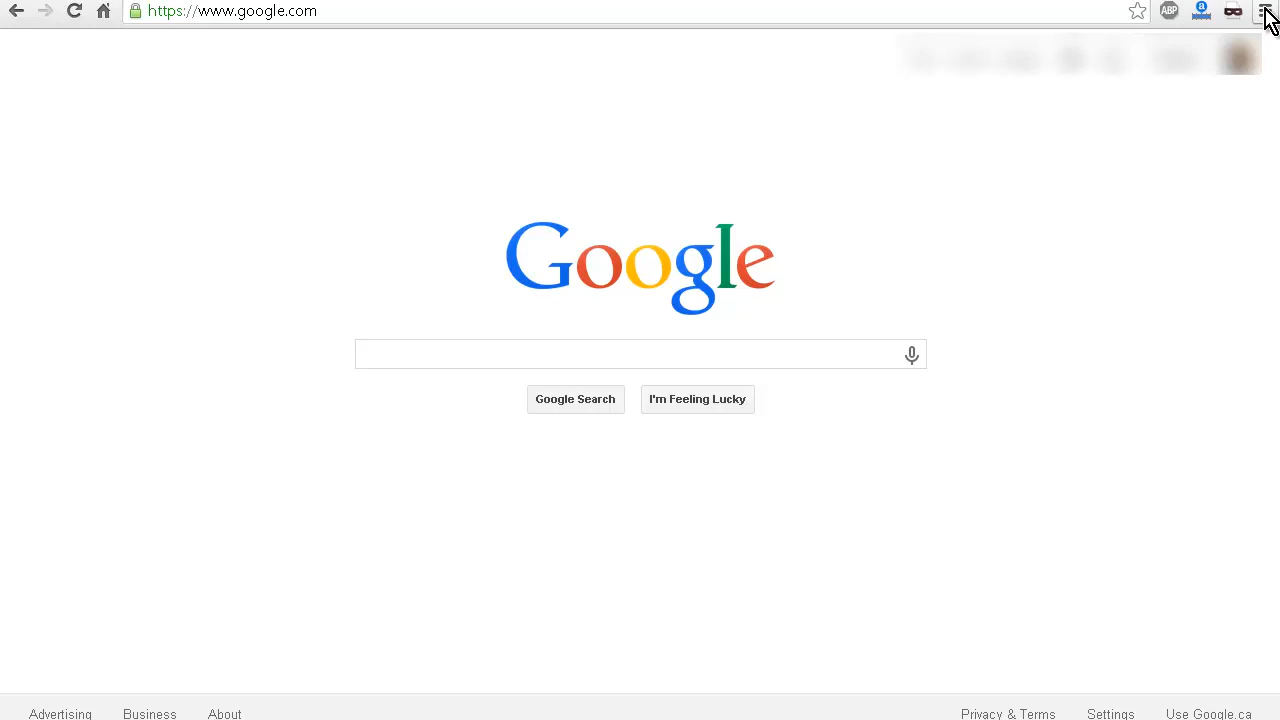 https://www.google.com
ABP
a
Google
Google Search
I'm Feeling Lucky
Advertising Business About Privacy & Terms Settings Use Google.ca